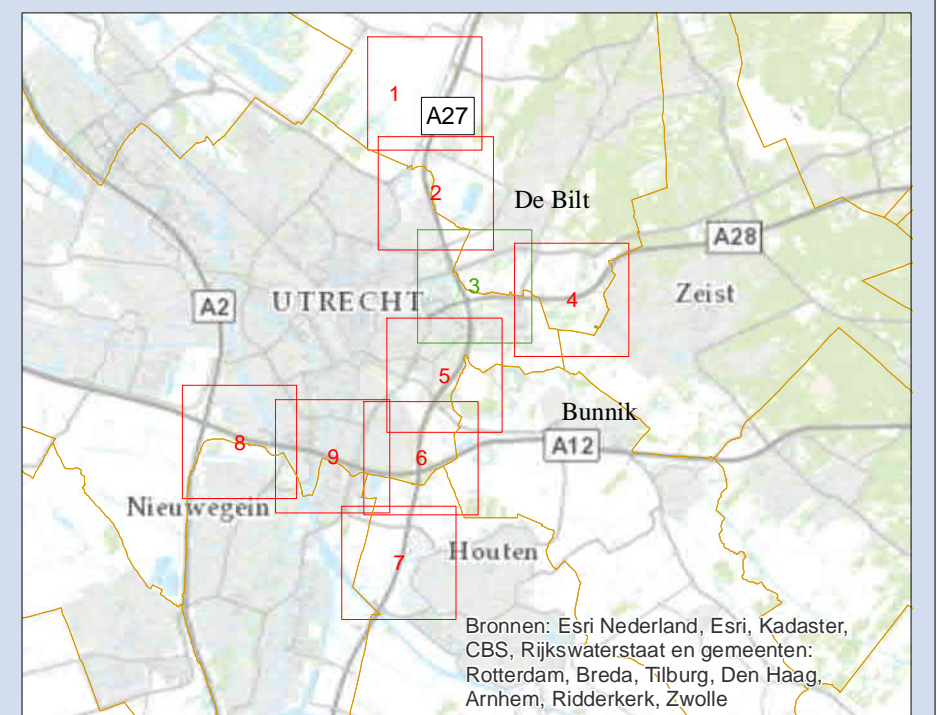 1
A27
2
De Bilt
A28
3
4
Zeist
A2
UTRECHT
5
Bunnik
A12
8
9
6
Nieuwegein
Houten
7
Bronnen: Esri Nederland, Esri, Kadaster,
CBS, Rijkswaterstaat en gemeenten:
Rotterdam, Breda, Tilburg, Den Haag,
Arnhem, Ridderkerk, Zwolle